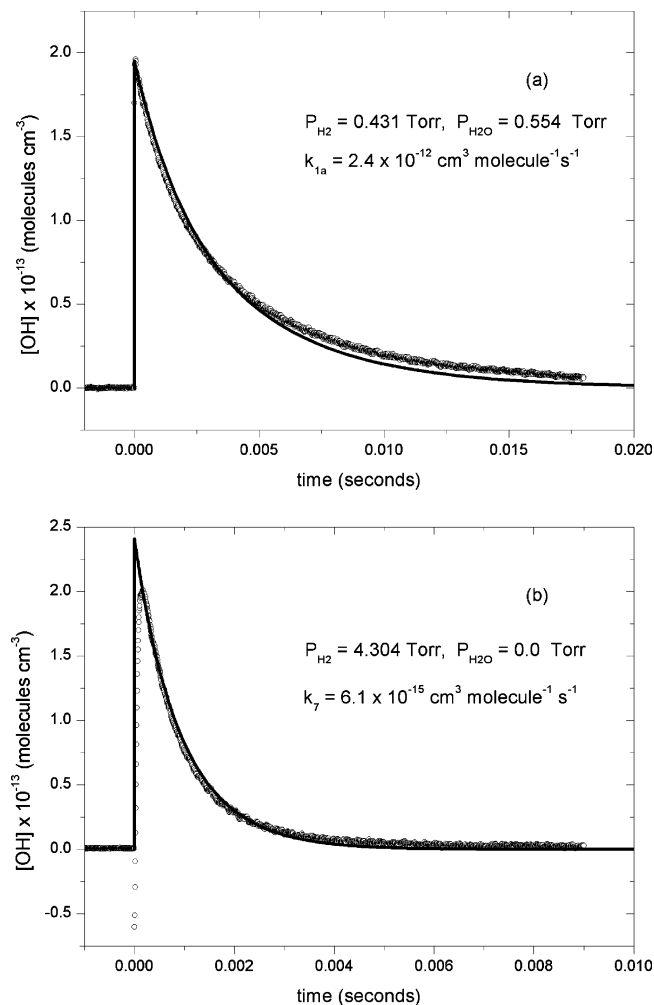 (a)
P_H2 = 0.431 Torr, P_H2O = 0.554 Torr
k_1a = 2.4 x 10^-12 cm^3 molecule^-1 s^-1
[OH] x 10^-13 (molecules cm^-3)
2.0
1.5
1.0
0.5
0.0
0.000 0.005 0.010 0.015 0.020
time (seconds)
(b)
P_H2 = 4.304 Torr, P_H2O = 0.0 Torr
k_7 = 6.1 x 10^-15 cm^3 molecule^-1 s^-1
[OH] x 10^-13 (molecules cm^-3)
2.5
2.0
1.5
1.0
0.5
0.0
-0.5
0.000 0.002 0.004 0.006 0.008 0.010
time (seconds)